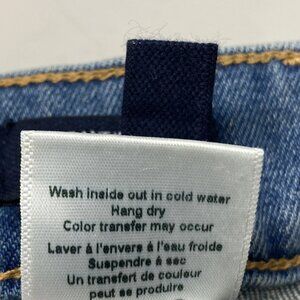 Wash inside out in cold water
Hang dry
Color transfer may occur
Laver à l'envers à l'eau froide
Suspendre à sec
Un transfert de couleur
peut se produire